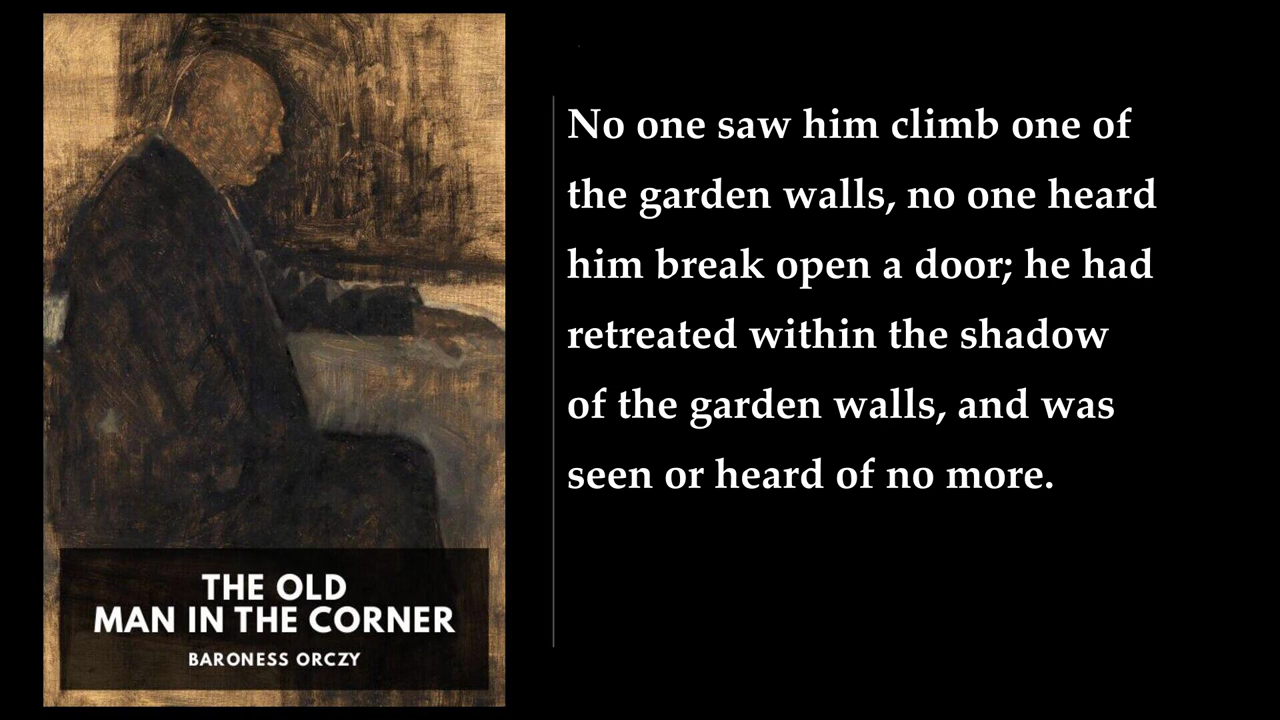 THE OLD
MAN IN THE CORNER
BARONESS ORCZY
No one saw him climb one of
the garden walls, no one heard
him break open a door; he had
retreated within the shadow
of the garden walls, and was
seen or heard of no more.